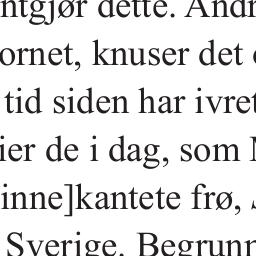 ntgjør dette. Andr
ornet, knuser det
tid siden har ivret
ier de i dag, som
inne]kantete frø,
Sverige. Begrunn